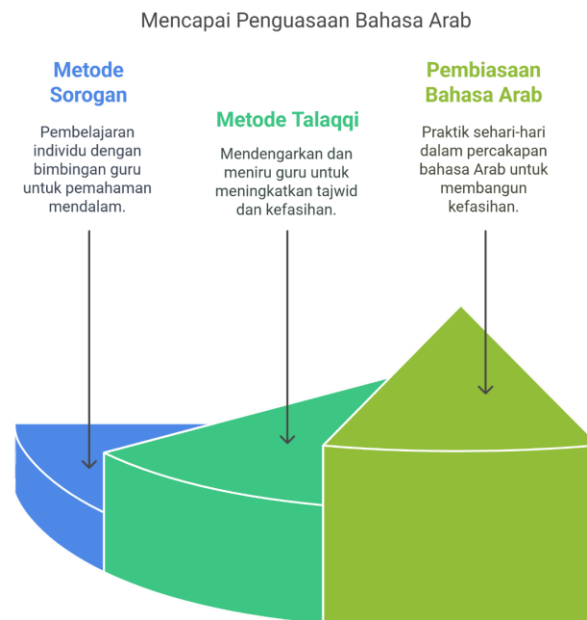 Mencapai Penguasaan Bahasa Arab
Metode
Sorogan
Pembelajaran
individu dengan
bimbingan guru
untuk pemahaman
mendalam.
Metode Talaqqi
Mendengarkan dan
meniru guru untuk
meningkatkan tajwid
dan kefasihan.
Pembiasaan
Bahasa Arab
Praktik sehari-hari
dalam percakapan
bahasa Arab untuk
membangun
kefasihan.